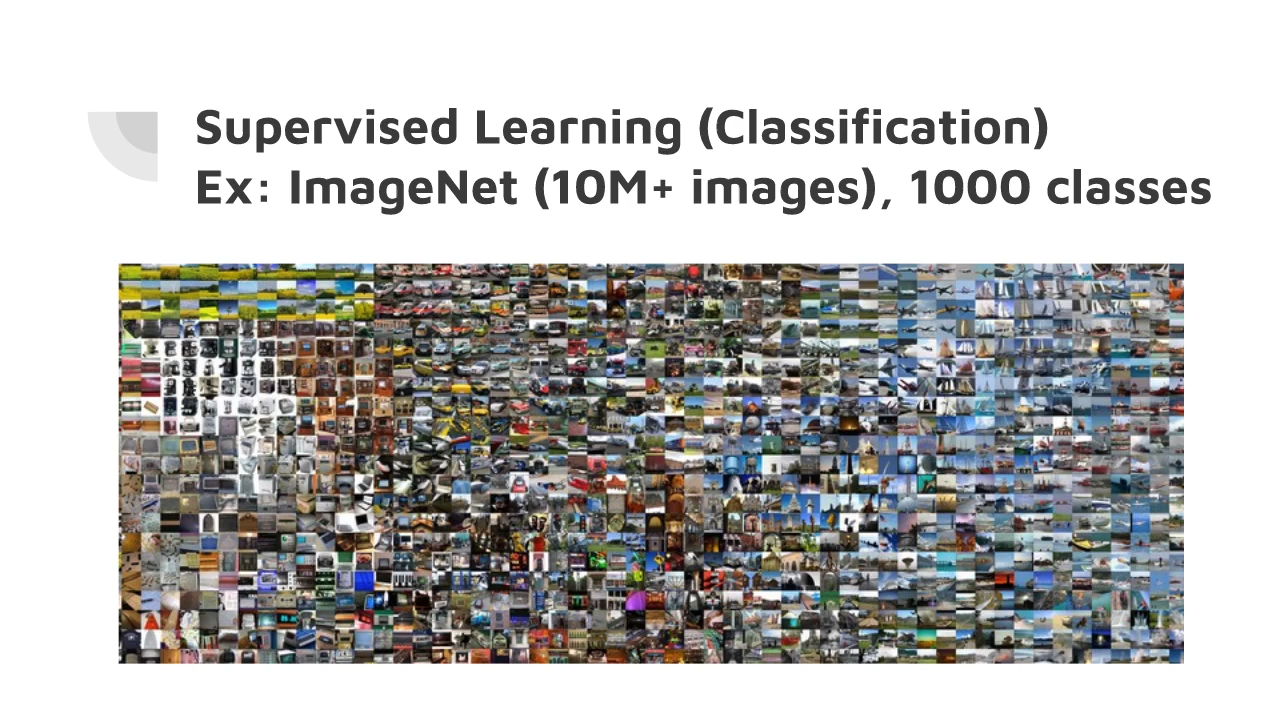 Supervised Learning (Classification)
Ex: ImageNet (10M+ images), 1000 classes